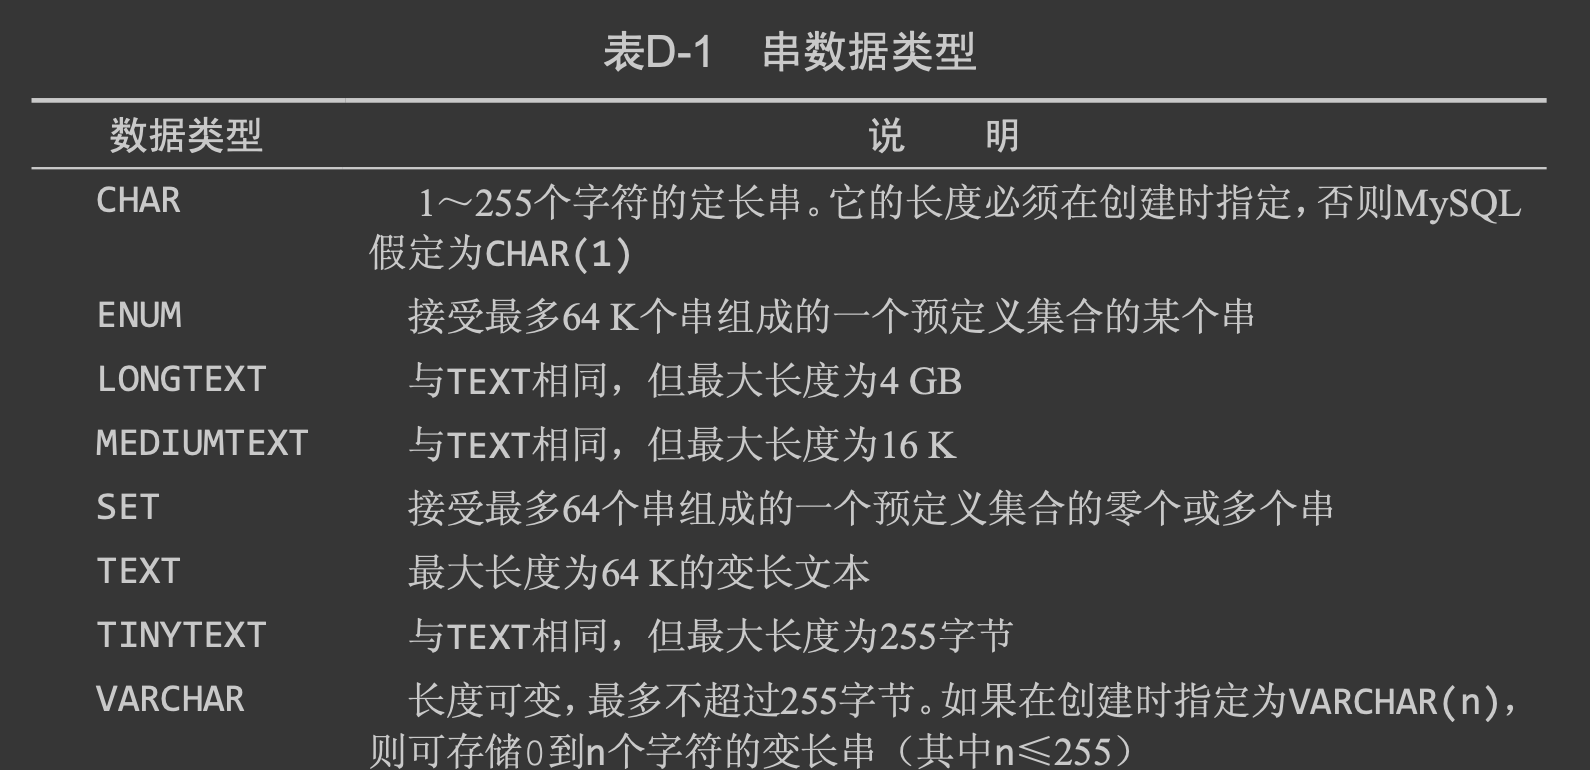 表D-1 串数据类型
数据类型 说 明
CHAR 1～255个字符的定长串。它的长度必须在创建时指定，否则MySQL
假定为CHAR(1)
ENUM 接受最多64 K个串组成的一个预定义集合的某个串
LONGTEXT 与TEXT相同，但最大长度为4 GB
MEDIUMTEXT 与TEXT相同，但最大长度为16 K
SET 接受最多64个串组成的一个预定义集合的零个或多个串
TEXT 最大长度为64 K的变长文本
TINYTEXT 与TEXT相同，但最大长度为255字节
VARCHAR 长度可变，最多不超过255字节。如果在创建时指定为VARCHAR(n)，
则可存储0到n个字符的变长串（其中n≤255）